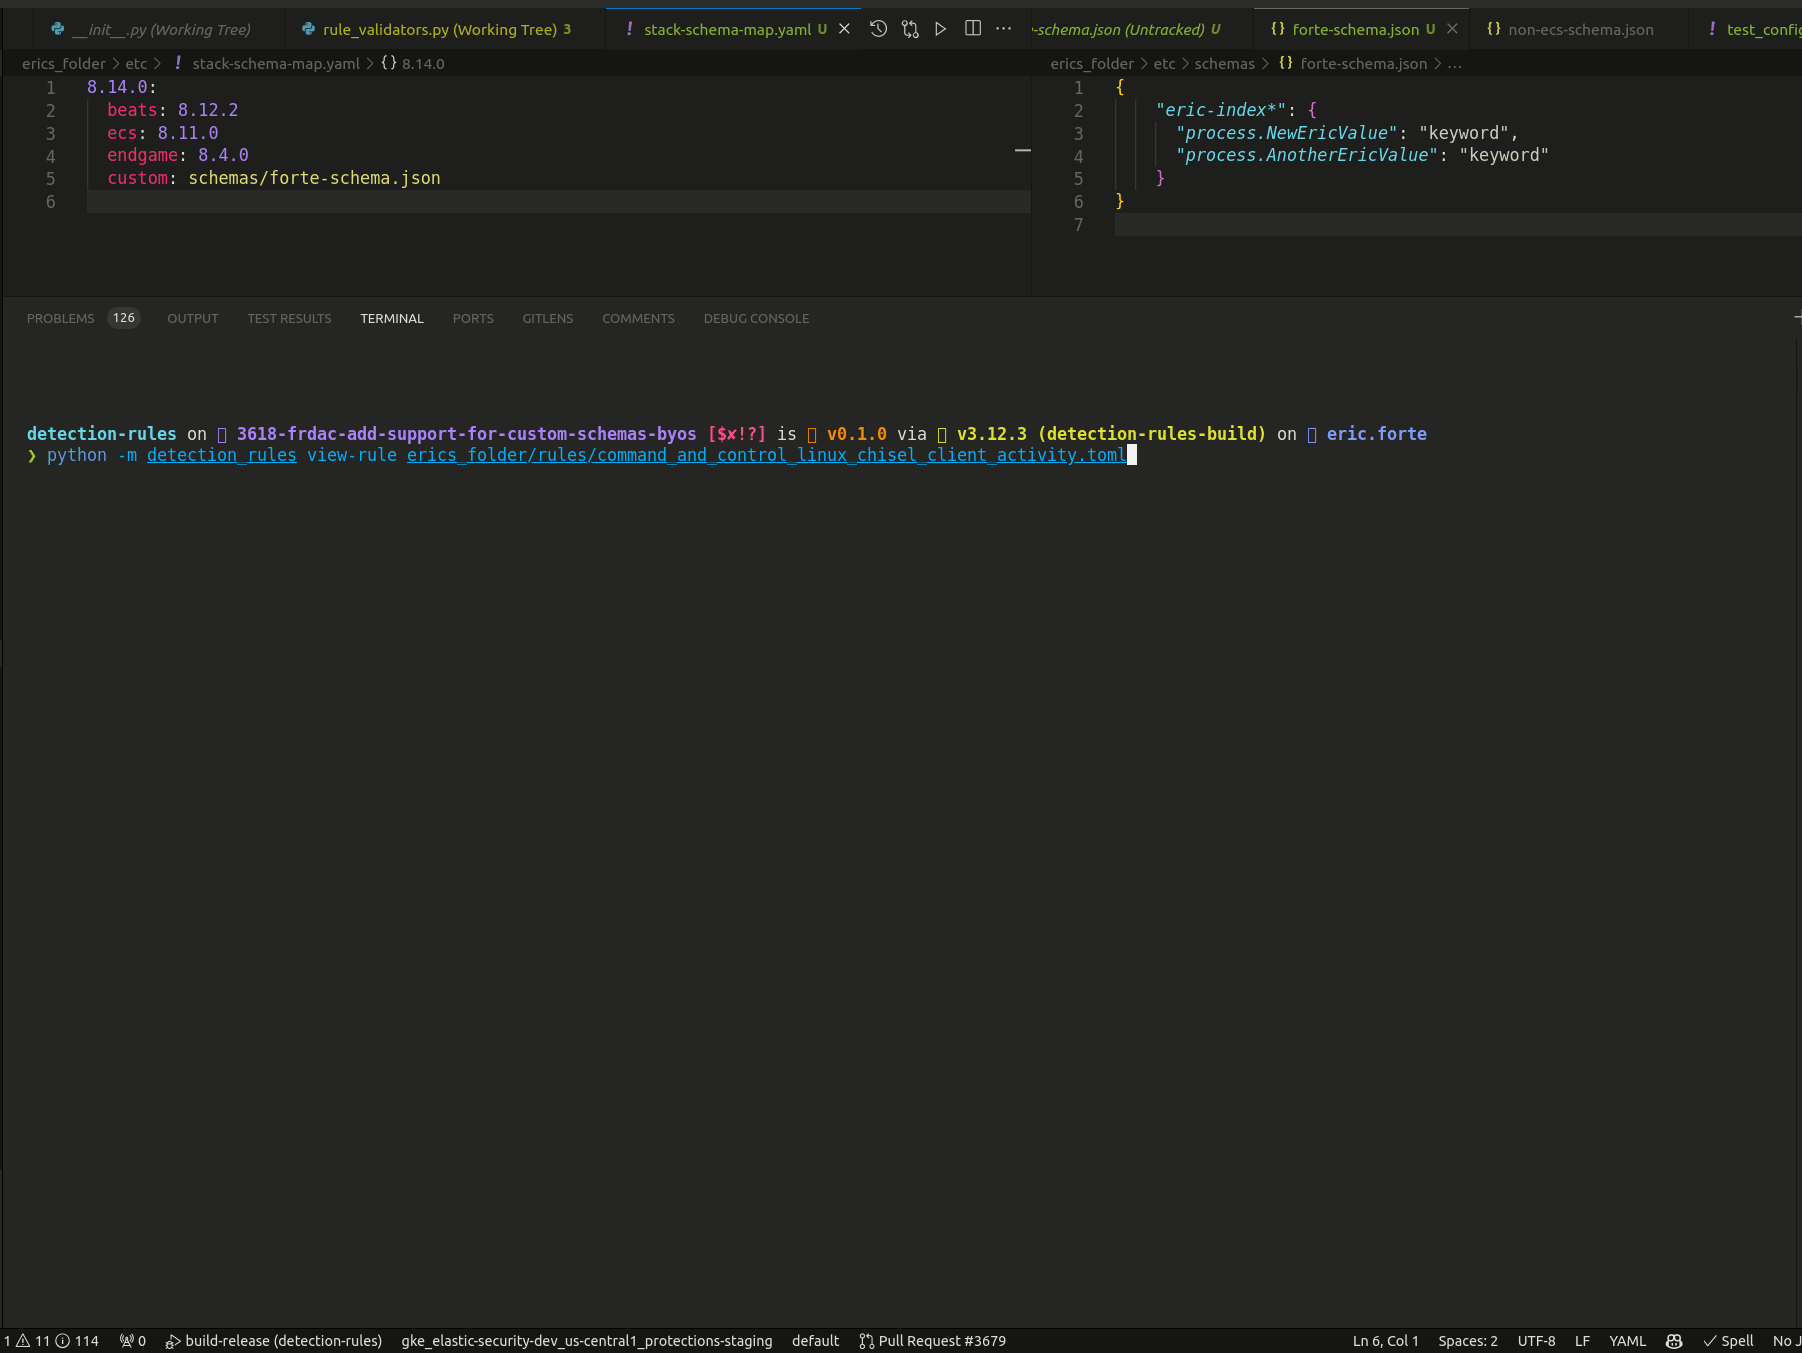 __init__.py (Working Tree) rule_validators.py (Working Tree) 3 ! stack-schema-map.yaml U -schema.json (Untracked) U {} forte-schema.json U {} non-ecs-schema.json ! test_config
erics_folder > etc > ! stack-schema-map.yaml > {} 8.14.0
1 8.14.0:
2 beats: 8.12.2
3 ecs: 8.11.0
4 endgame: 8.4.0
5 custom: schemas/forte-schema.json
6
erics_folder > etc > schemas > {} forte-schema.json > ...
1 {
2 "eric-index*": {
3 "process.NewEricValue": "keyword",
4 "process.AnotherEricValue": "keyword"
5 }
6 }
7
PROBLEMS 126 OUTPUT TEST RESULTS TERMINAL PORTS GITLENS COMMENTS DEBUG CONSOLE
detection-rules on 3618-frdac-add-support-for-custom-schemas-byos [$✘!?] is v0.1.0 via v3.12.3 (detection-rules-build) on eric.forte
❯ python -m detection_rules view-rule erics_folder/rules/command_and_control_linux_chisel_client_activity.toml
1 11 114 0 build-release (detection-rules) gke_elastic-security-dev_us-central1_protections-staging default Pull Request #3679 Ln 6, Col 1 Spaces: 2 UTF-8 LF YAML Spell No J